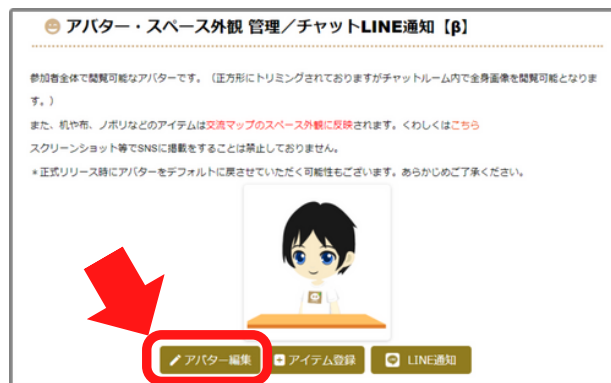 アバター・スペース外観 管理／チャットLINE通知【β】
参加者全体で閲覧可能なアバターです。（正方形にトリミングされておりますがチャットルーム内で全身画像を閲覧可能となりま
す。）
また、机や布、ノボリなどのアイテムは交流マップのスペース外観に反映されます。くわしくはこちら
スクリーンショット等でSNSに掲載をすることは禁止しておりません。
＊正式リリース時にアバターをデフォルトに戻させていただく可能性もございます。あらかじめご了承ください。
アバター編集 アイテム登録 LINE通知